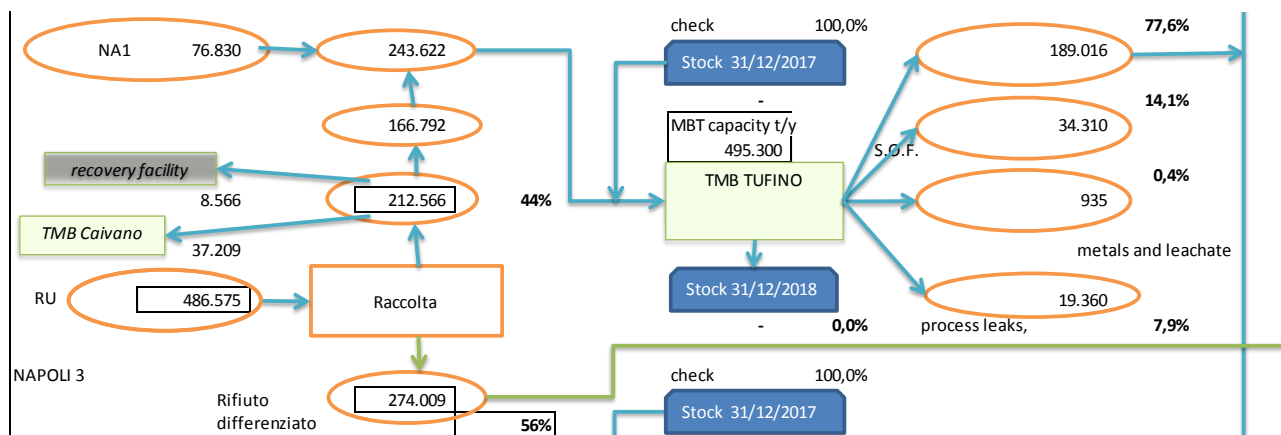 check 100,0% 77,6%
NA1 76.830 243.622 Stock 31/12/2017 189.016
- 14,1%
166.792 MBT capacity t/y 34.310
495.300 S.O.F.
recovery facility TMB TUFINO 0,4%
8.566 212.566 44% 935
TMB Caivano
37.209 metals and leachate
RU 486.575 Raccolta Stock 31/12/2018 19.360
- 0,0% process leaks, 7,9%
NAPOLI 3 check 100,0%
Rifiuto 274.009 Stock 31/12/2017
differenziato 56%